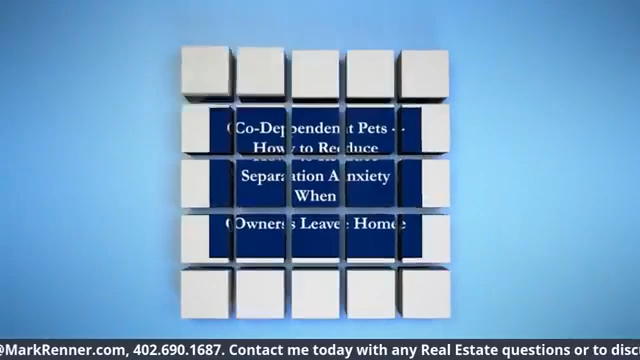 Co-Dependent Pets -
How to Reduce
Separation Anxiety
When
Owners Leave Home
@MarkRenner.com, 402.690.1687. Contact me today with any Real Estate questions or to disc